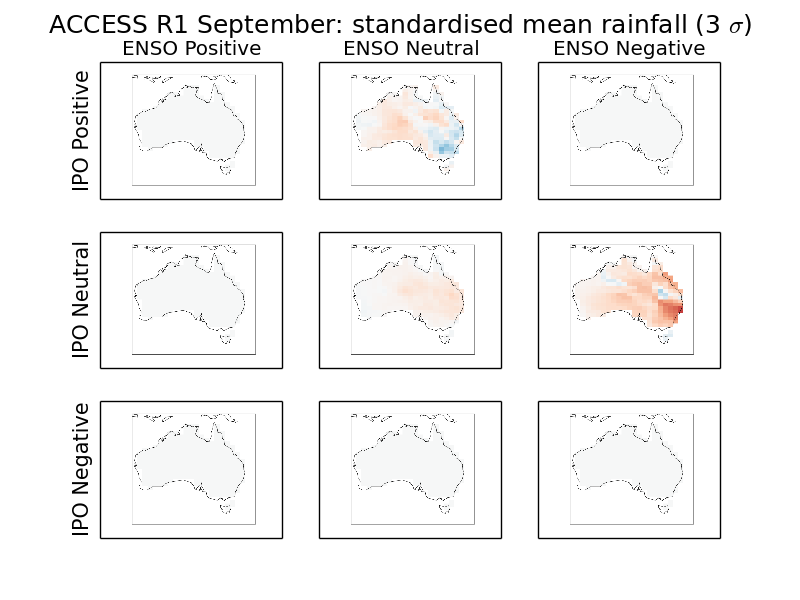 ACCESS R1 September: standardised mean rainfall (3 σ)
ENSO Positive
ENSO Neutral
ENSO Negative
IPO Positive
IPO Neutral
IPO Negative